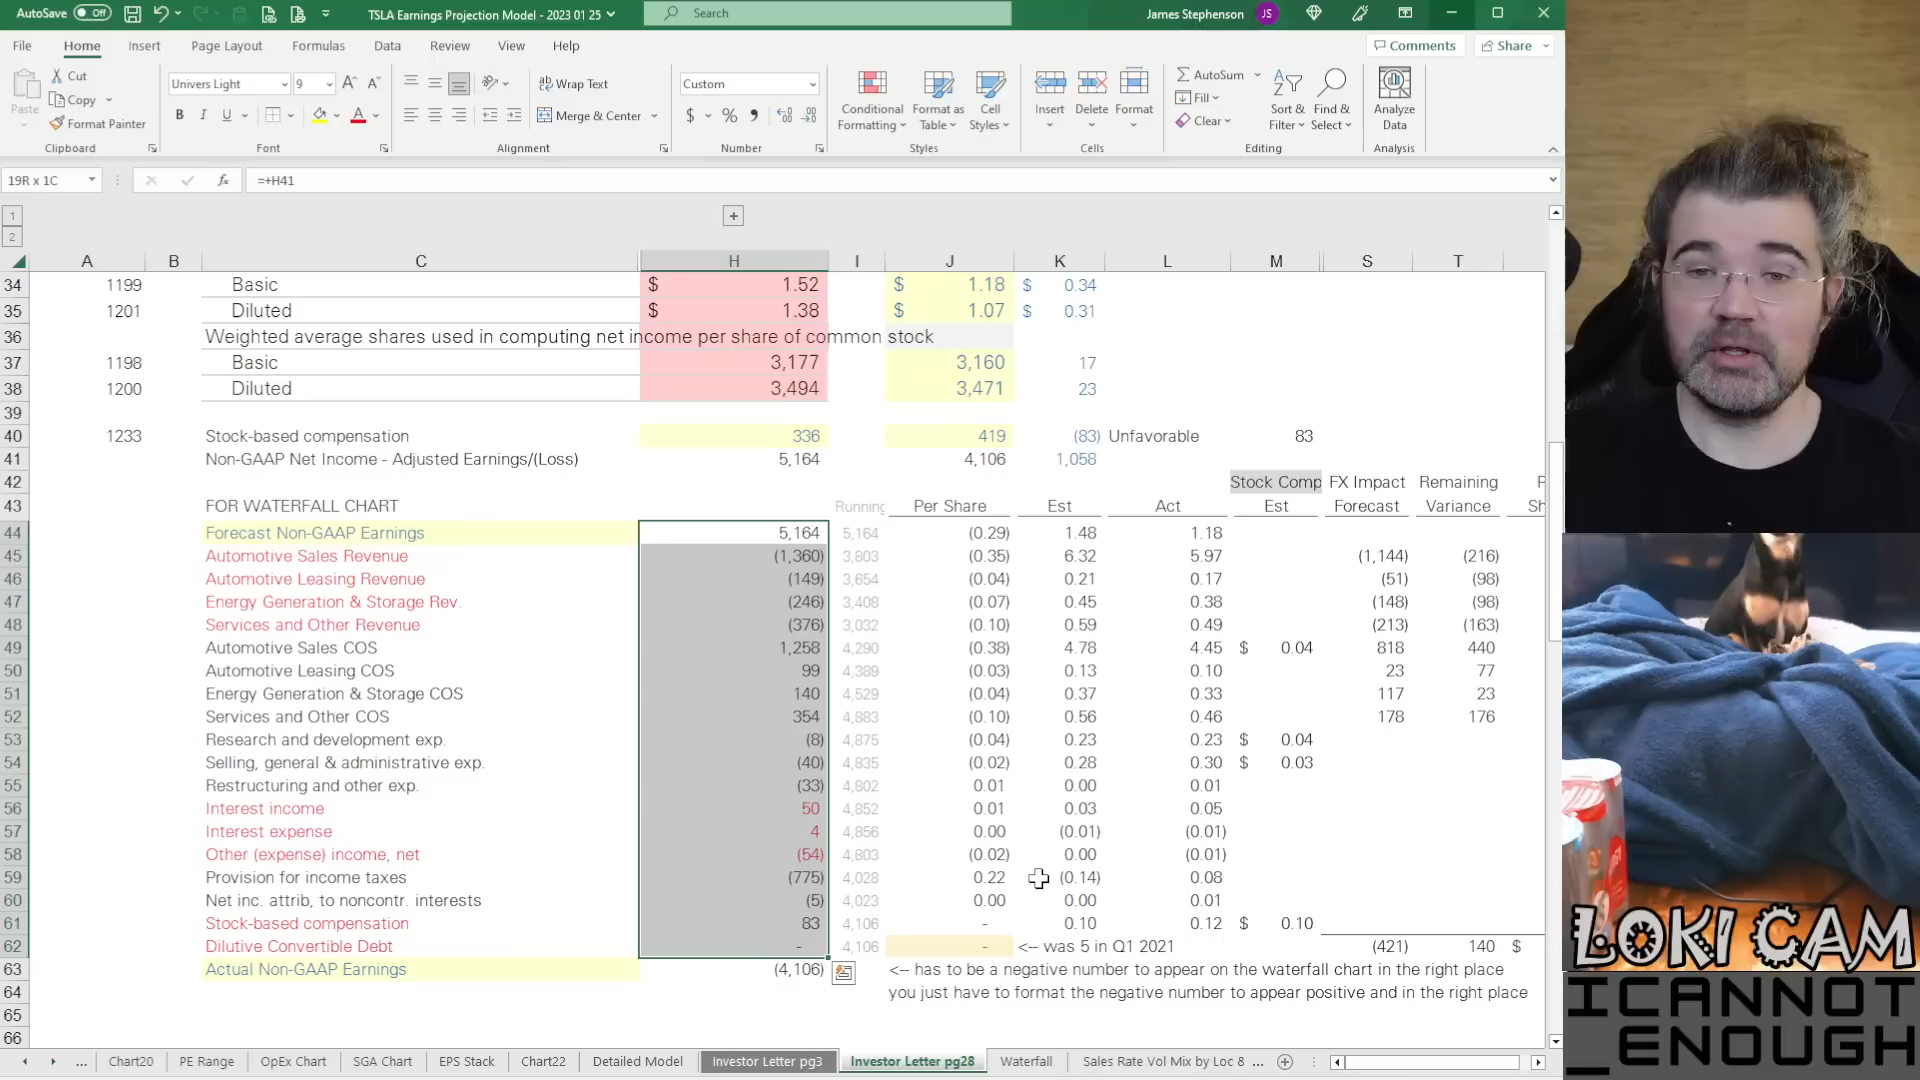 AutoSave Off TSLA Earnings Projection Model - 2023 01 25 Search James Stephenson JS
File Home Insert Page Layout Formulas Data Review View Help Comments Share
Paste Cut Copy Format Painter Clipboard
Univers Light 9 B I U A Font
Wrap Text Merge & Center Alignment
Custom $ % Number
Conditional Formatting Format as Table Cell Styles Styles
Insert Delete Format Cells
AutoSum Fill Clear Sort & Filter Find & Select Editing
Analyze Data Analysis
19R x 1C fx =+H41
1
2
A B C H I J K L M S T
34 1199 Basic $ 1.52 $ 1.18 $ 0.34
35 1201 Diluted $ 1.38 $ 1.07 $ 0.31
36 Weighted average shares used in computing net income per share of common stock
37 1198 Basic 3,177 3,160 17
38 1200 Diluted 3,494 3,471 23
39
40 1233 Stock-based compensation 336 419 (83) Unfavorable 83
41 Non-GAAP Net Income - Adjusted Earnings/(Loss) 5,164 4,106 1,058
42 Stock Comp FX Impact Remaining
43 FOR WATERFALL CHART Running Per Share Est Act Est Forecast Variance
44 Forecast Non-GAAP Earnings 5,164 5,164 (0.29) 1.48 1.18
45 Automotive Sales Revenue (1,360) 3,803 (0.35) 6.32 5.97 (1,144) (216)
46 Automotive Leasing Revenue (149) 3,654 (0.04) 0.21 0.17 (51) (98)
47 Energy Generation & Storage Rev. (246) 3,408 (0.07) 0.45 0.38 (148) (98)
48 Services and Other Revenue (376) 3,032 (0.10) 0.59 0.49 (213) (163)
49 Automotive Sales COS 1,258 4,290 (0.38) 4.78 4.45 $ 0.04 818 440
50 Automotive Leasing COS 99 4,389 (0.03) 0.13 0.10 23 77
51 Energy Generation & Storage COS 140 4,529 (0.04) 0.37 0.33 117 23
52 Services and Other COS 354 4,883 (0.10) 0.56 0.46 178 176
53 Research and development exp. (8) 4,875 (0.04) 0.23 0.23 $ 0.04
54 Selling, general & administrative exp. (40) 4,835 (0.02) 0.28 0.30 $ 0.03
55 Restructuring and other exp. (33) 4,802 0.01 0.00 0.01
56 Interest income 50 4,852 0.01 0.03 0.05
57 Interest expense 4 4,856 0.00 (0.01) (0.01)
58 Other (expense) income, net (54) 4,803 (0.02) 0.00 (0.01)
59 Provision for income taxes (775) 4,028 0.22 (0.14) 0.08
60 Net inc. attrib, to noncontr. interests (5) 4,023 0.00 0.00 0.01
61 Stock-based compensation 83 4,106 - 0.10 0.12 $ 0.10
62 Dilutive Convertible Debt - 4,106 - <-- was 5 in Q1 2021 (421) 140 $
63 Actual Non-GAAP Earnings (4,106) <-- has to be a negative number to appear on the waterfall chart in the right place
64 you just have to format the negative number to appear positive and in the right place
65
66
... Chart20 PE Range OpEx Chart SGA Chart EPS Stack Chart22 Detailed Model Investor Letter pg3 Investor Letter pg28 Waterfall Sales Rate Vol Mix by Loc & ...
LOKI CAM
ICANNOT
_ENOUGH